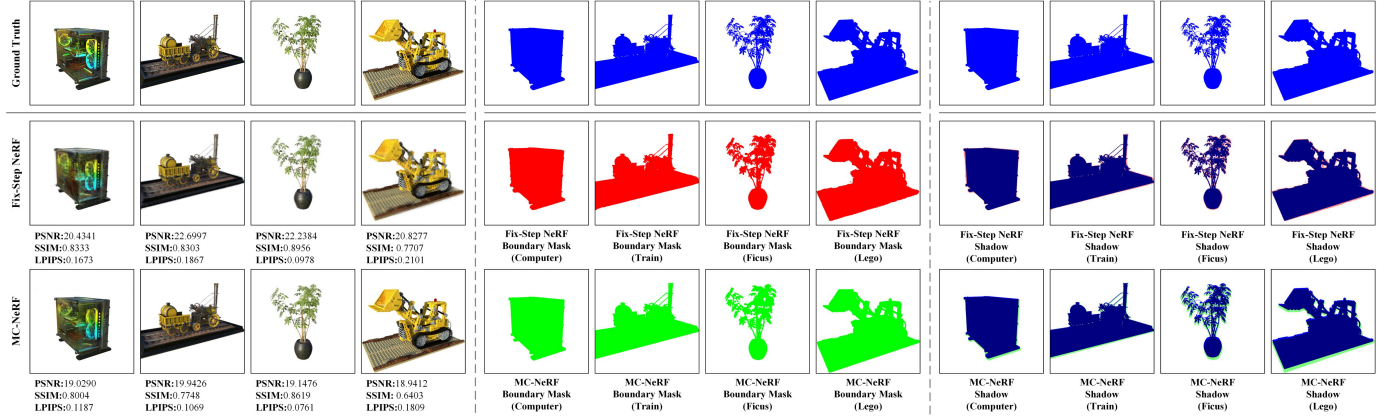 Ground Truth
Fix-Step NeRF
PSNR:20.4341
SSIM:0.8333
LPIPS:0.1673
PSNR:22.6997
SSIM:0.8303
LPIPS:0.1867
PSNR:22.2384
SSIM:0.8956
LPIPS:0.0978
PSNR:20.8277
SSIM: 0.7707
LPIPS:0.2101
Fix-Step NeRF
Boundary Mask
(Computer)
Fix-Step NeRF
Boundary Mask
(Train)
Fix-Step NeRF
Boundary Mask
(Ficus)
Fix-Step NeRF
Boundary Mask
(Lego)
Fix-Step NeRF
Shadow
(Computer)
Fix-Step NeRF
Shadow
(Train)
Fix-Step NeRF
Shadow
(Ficus)
Fix-Step NeRF
Shadow
(Lego)
MC-NeRF
PSNR:19.0290
SSIM:0.8004
LPIPS:0.1187
PSNR:19.9426
SSIM:0.7748
LPIPS:0.1069
PSNR:19.1476
SSIM:0.8619
LPIPS:0.0761
PSNR:18.9412
SSIM: 0.6403
LPIPS:0.1809
MC-NeRF
Boundary Mask
(Computer)
MC-NeRF
Boundary Mask
(Train)
MC-NeRF
Boundary Mask
(Ficus)
MC-NeRF
Boundary Mask
(Lego)
MC-NeRF
Shadow
(Computer)
MC-NeRF
Shadow
(Train)
MC-NeRF
Shadow
(Ficus)
MC-NeRF
Shadow
(Lego)